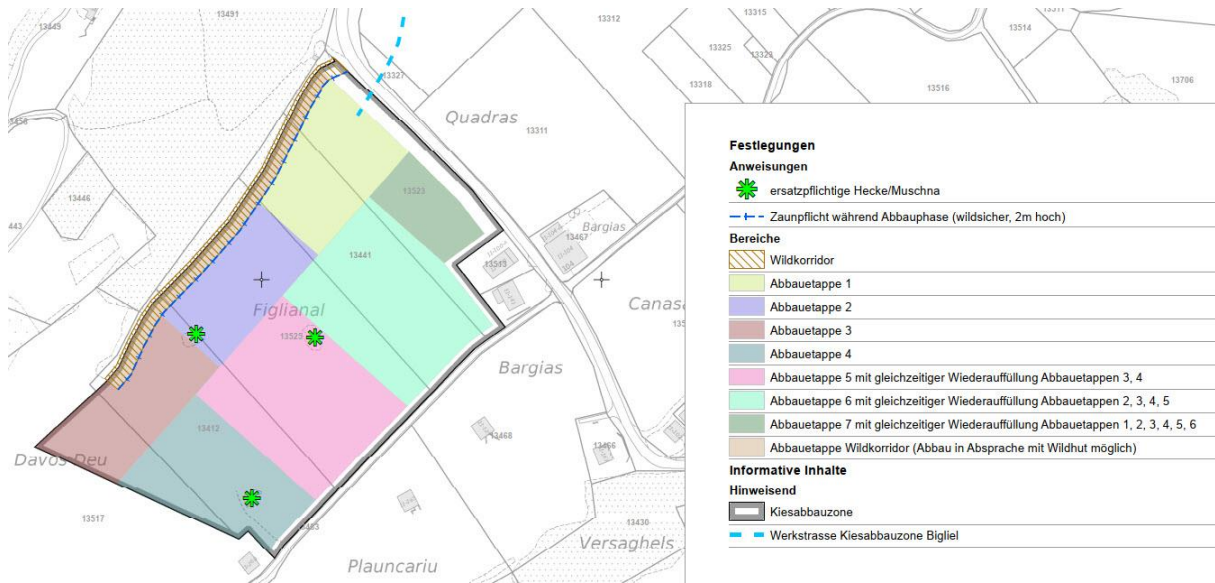 13449
13491
13312
13315
13311
13514
13325
13323
13327
13318
13516
13706
13450
Quadras
13311
13446
13523
443
Bargias
13467
13441
13513
Figlianal
Canasa
13525
Bargias
13412
13468
13466
Davos Deu
13517
13430
Versaghels
Plauncariu
Festlegungen
Anweisungen
ersatzpflichtige Hecke/Muschna
Zaunpflicht während Abbauphase (wildsicher, 2m hoch)
Bereiche
Wildkorridor
Abbauetappe 1
Abbauetappe 2
Abbauetappe 3
Abbauetappe 4
Abbauetappe 5 mit gleichzeitiger Wiederauffüllung Abbauetappen 3, 4
Abbauetappe 6 mit gleichzeitiger Wiederauffüllung Abbauetappen 2, 3, 4, 5
Abbauetappe 7 mit gleichzeitiger Wiederauffüllung Abbauetappen 1, 2, 3, 4, 5, 6
Abbauetappe Wildkorridor (Abbau in Absprache mit Wildhut möglich)
Informative Inhalte
Hinweisend
Kiesabbauzone
Werkstrasse Kiesabbauzone Bigliel